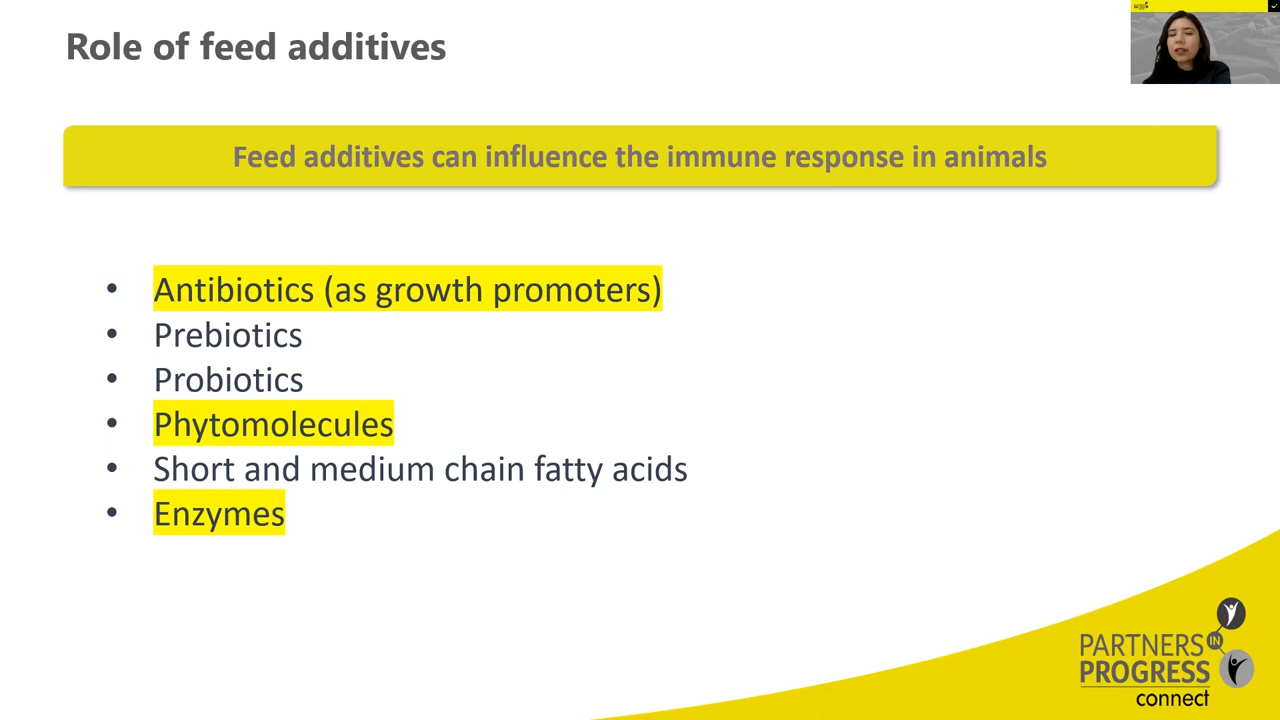 Role of feed additives
Feed additives can influence the immune response in animals
• Antibiotics (as growth promoters)
• Prebiotics
• Probiotics
• Phytomolecules
• Short and medium chain fatty acids
• Enzymes
PARTNERS IN
PROGRESS
connect